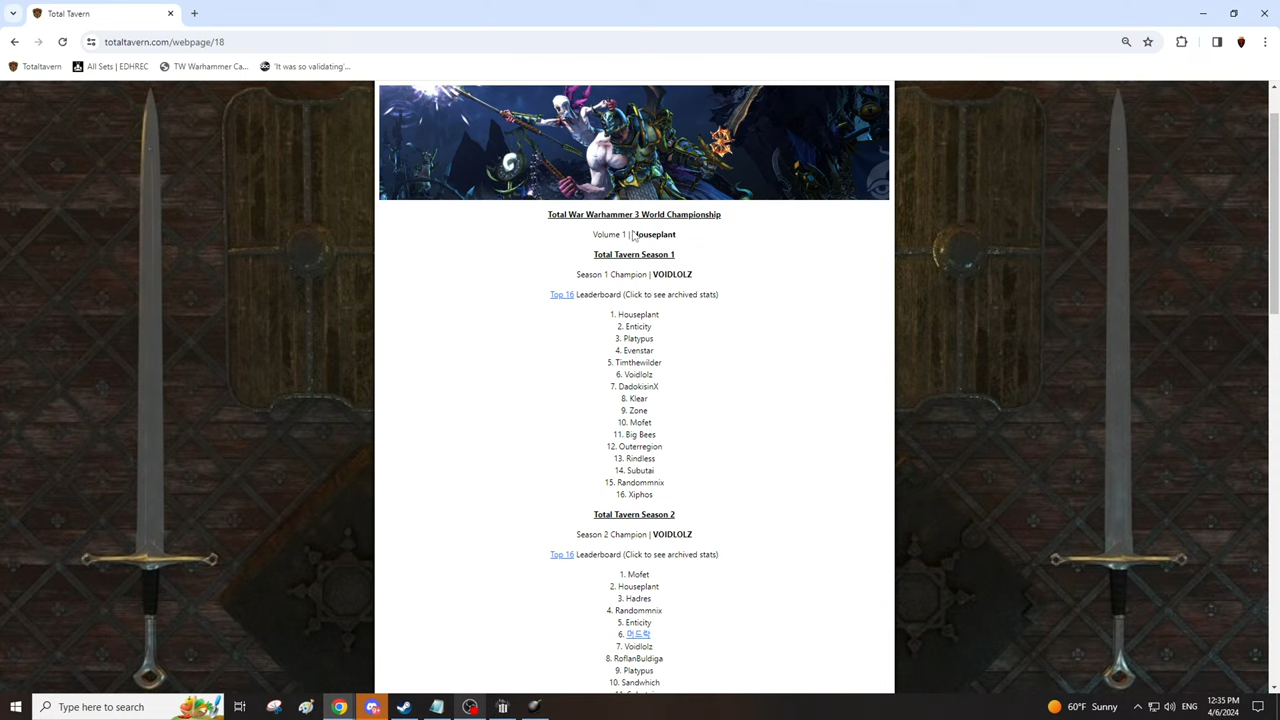 Total Tavern
totaltavern.com/webpage/18
Totaltavern
All Sets | EDHREC
TW Warhammer Ca...
'It was so validating'...
Total War Warhammer 3 World Championship
Volume 1 | Houseplant
Total Tavern Season 1
Season 1 Champion | VOIDLOLZ
Top 16 Leaderboard (Click to see archived stats)
1. Houseplant
2. Enticity
3. Platypus
4. Evenstar
5. Timthewilder
6. Voidlolz
7. DadokisinX
8. Klear
9. Zone
10. Mofet
11. Big Bees
12. Outerregion
13. Rindless
14. Subutai
15. Randommnix
16. Xiphos
Total Tavern Season 2
Season 2 Champion | VOIDLOLZ
Top 16 Leaderboard (Click to see archived stats)
1. Mofet
2. Houseplant
3. Hadres
4. Randommnix
5. Enticity
6. 머드락
7. Voidlolz
8. RoflanBuldiga
9. Platypus
10. Sandwhich
Type here to search
60°F Sunny
12:35 PM
4/6/2024